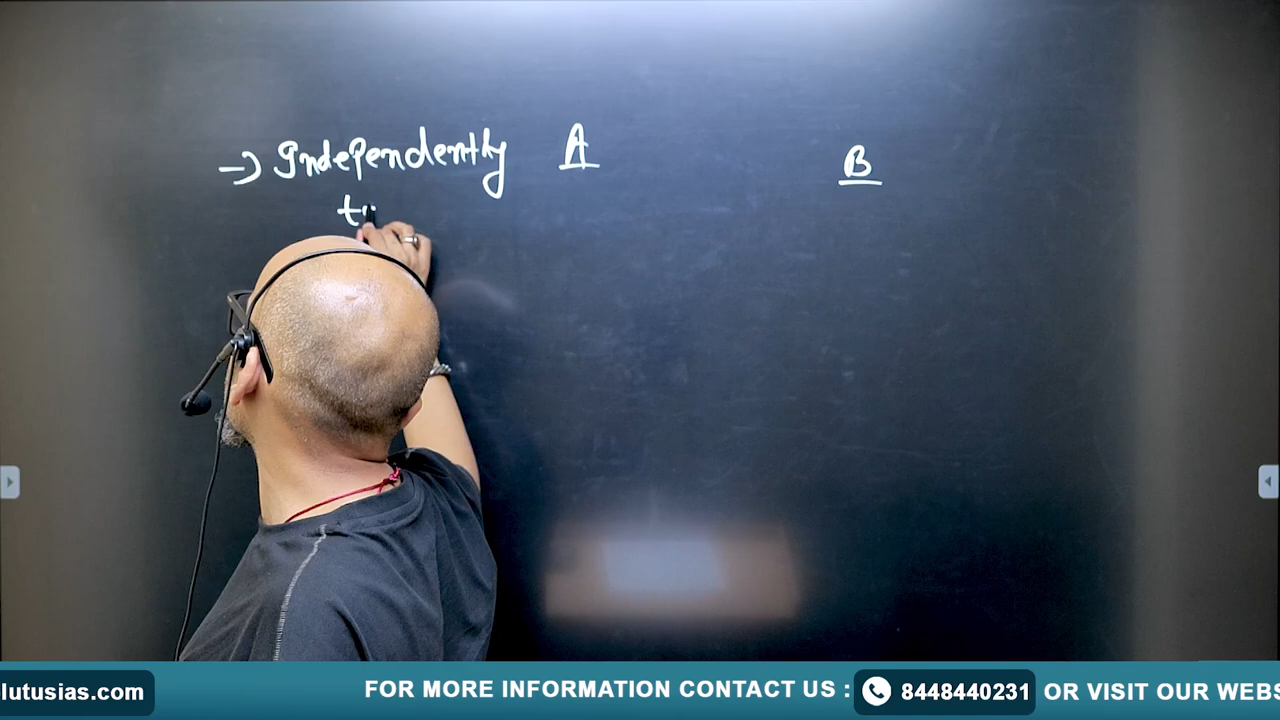 → Independently A B
lutusias.com FOR MORE INFORMATION CONTACT US : 8448440231 OR VISIT OUR WEBS